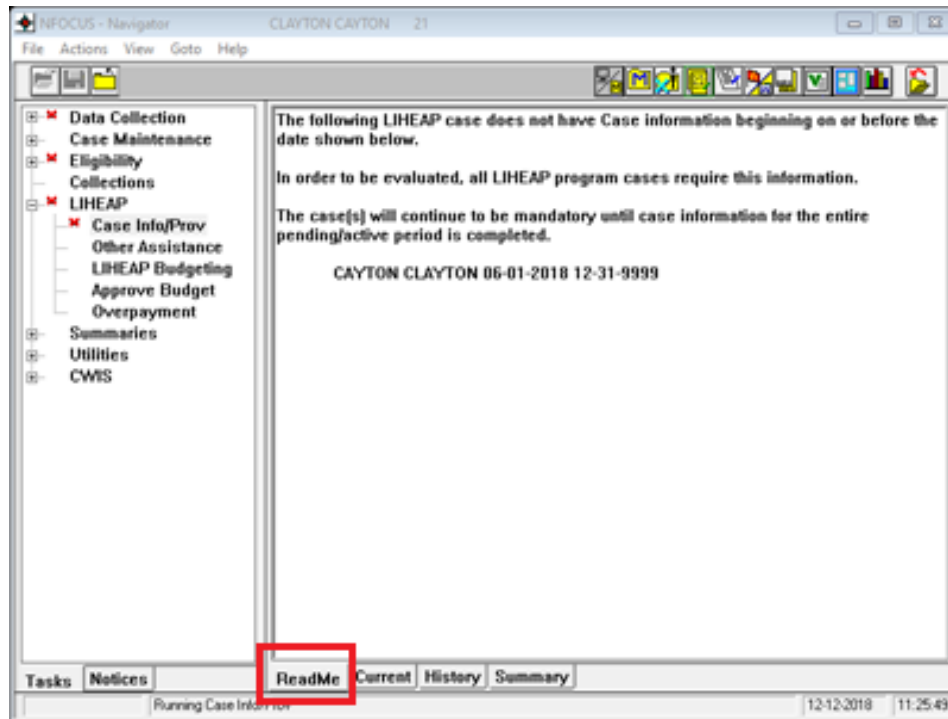 NFOCUS - Navigator CLAYTON CAYTON 21
File Actions View Goto Help
Data Collection
Case Maintenance
Eligibility
Collections
LIHEAP
Case Info/Prov
Other Assistance
LIHEAP Budgeting
Approve Budget
Overpayment
Summaries
Utilities
CWIS
The following LIHEAP case does not have Case information beginning on or before the
date shown below.
In order to be evaluated, all LIHEAP program cases require this information.
The case(s) will continue to be mandatory until case information for the entire
pending/active period is completed.
CAYTON CLAYTON 06-01-2018 12-31-9999
Tasks Notices
ReadMe Current History Summary
Running Case Info/Prov 12-12-2018 11:25:49